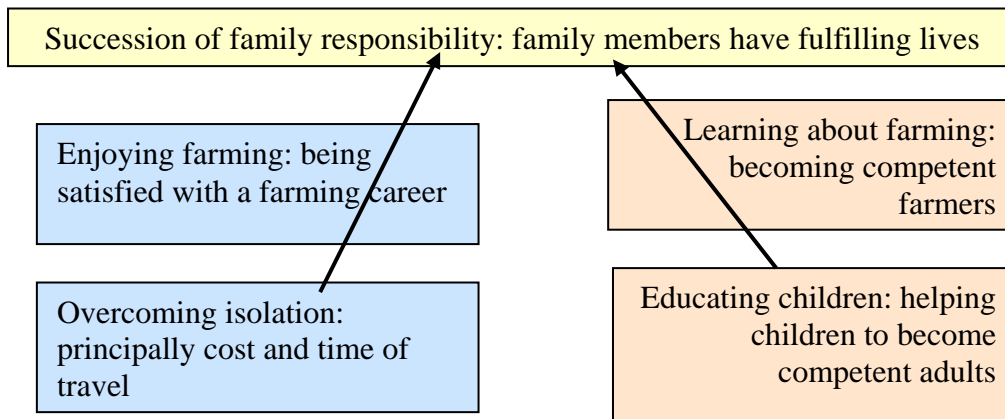 Succession of family responsibility: family members have fulfilling lives
Enjoying farming: being
satisfied with a farming career
Learning about farming:
becoming competent
farmers
Overcoming isolation:
principally cost and time of
travel
Educating children: helping
children to become
competent adults